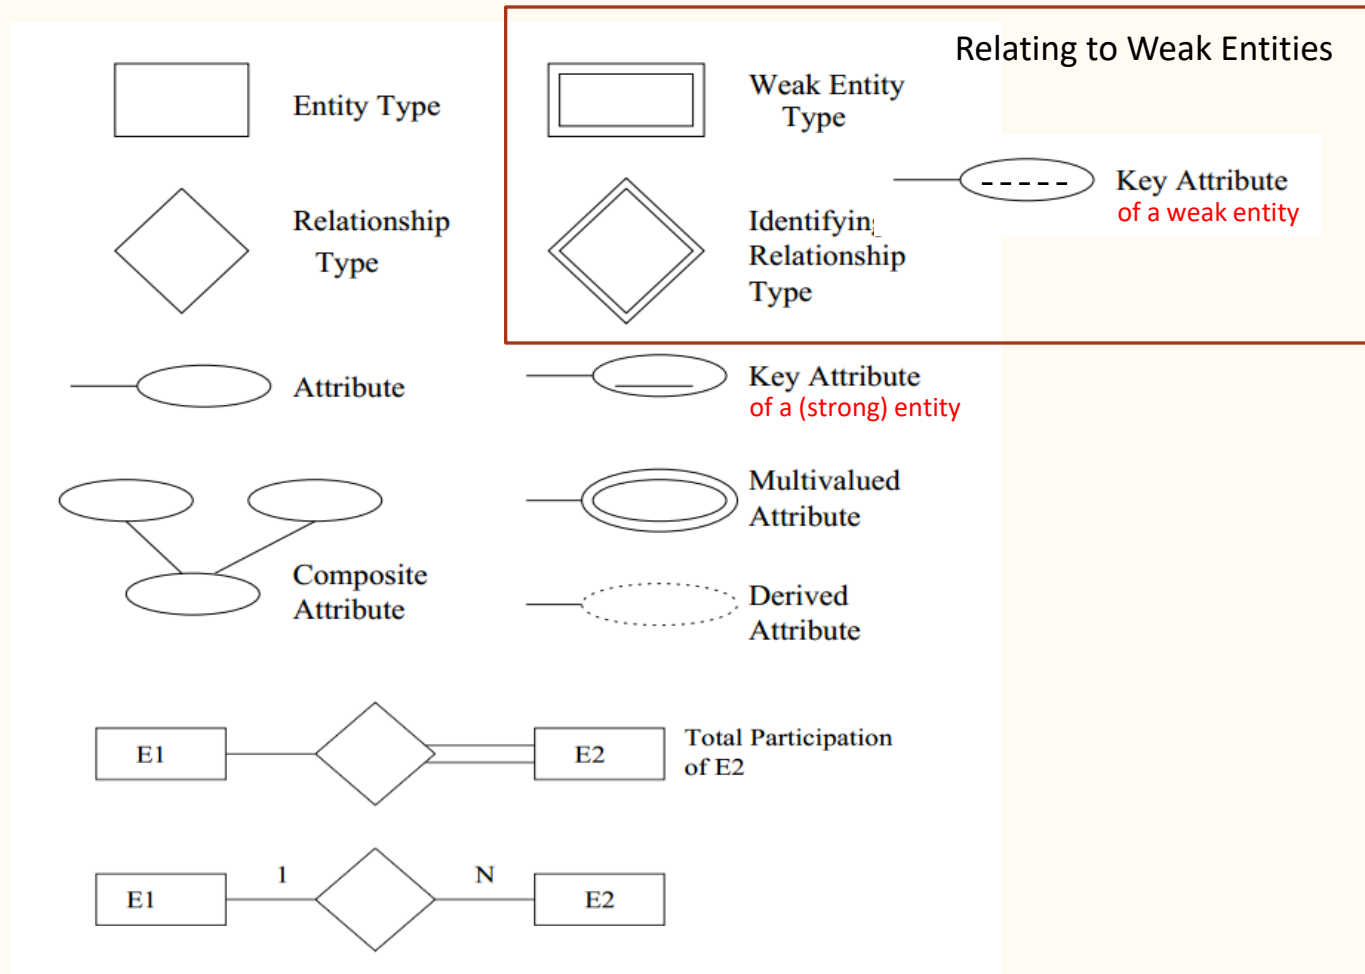 Relating to Weak Entities
Entity Type
Weak Entity
Type
Key Attribute
of a weak entity
Relationship
Type
Identifying
Relationship
Type
Attribute
Key Attribute
of a (strong) entity
Multivalued
Attribute
Composite
Attribute
Derived
Attribute
E1
E2
Total Participation
of E2
E1
1
N
E2